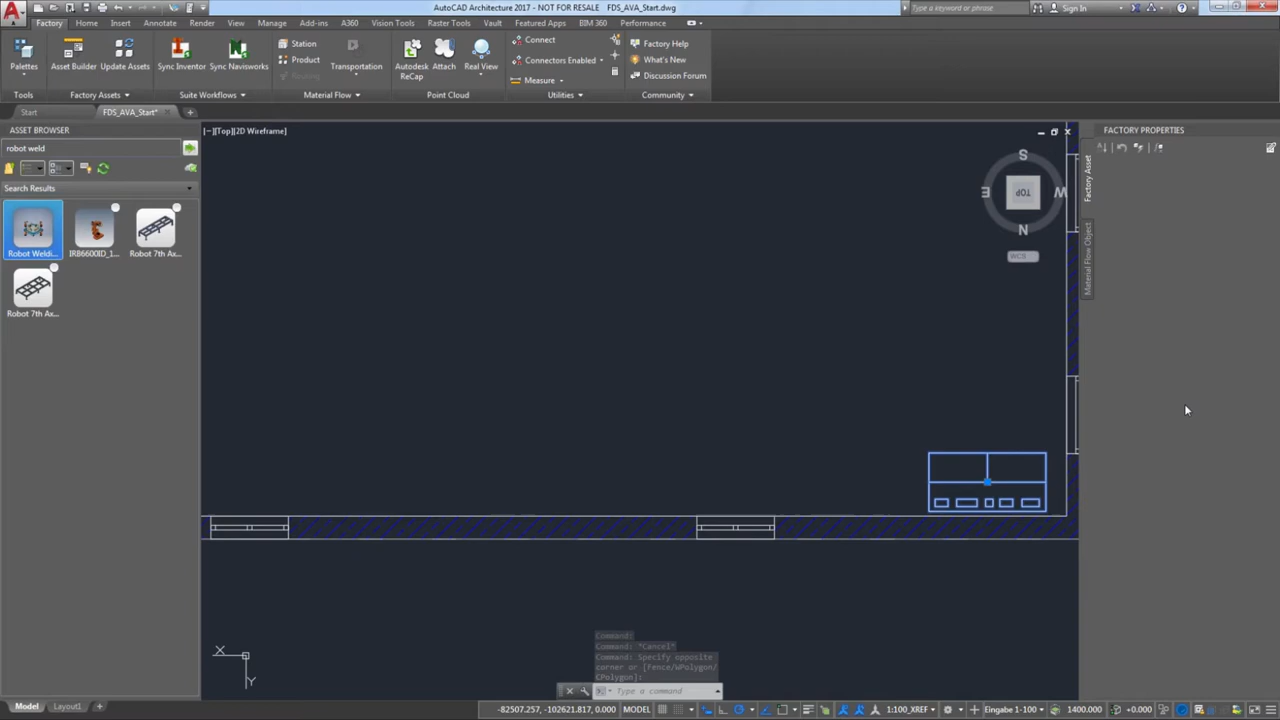 AutoCAD Architecture 2017 - NOT FOR RESALE FDS_AVA_Start.dwg
Type a keyword or phrase
Sign In
Factory Home Insert Annotate Render View Manage Add-ins A360 Vision Tools Raster Tools Vault Featured Apps BIM 360 Performance
Palettes
Asset Builder
Update Assets
Sync Inventor
Sync Navisworks
Station
Product
Routing
Transportation
Autodesk
ReCap
Attach
Real View
Connect
Connectors Enabled
Measure
Factory Help
What's New
Discussion Forum
Tools
Factory Assets
Suite Workflows
Material Flow
Point Cloud
Utilities
Community
Start
FDS_AVA_Start*
ASSET BROWSER
robot weld
Search Results
Robot Weldi...
IRB6600ID_1...
Robot 7th Ax...
Robot 7th Ax...
[−][Top][2D Wireframe]
S
E
TOP
W
N
WCS
FACTORY PROPERTIES
Factory Asset
Material Flow Object
X
Y
Command:
Command: *Cancel*
Command: Specify opposite
corner or [Fence/WPolygon/
CPolygon]:
Type a command
Model
Layout1
-82507.257, -102621.817, 0.000
MODEL
1:100_XREF
Eingabe 1-100
1400.000
+0.000